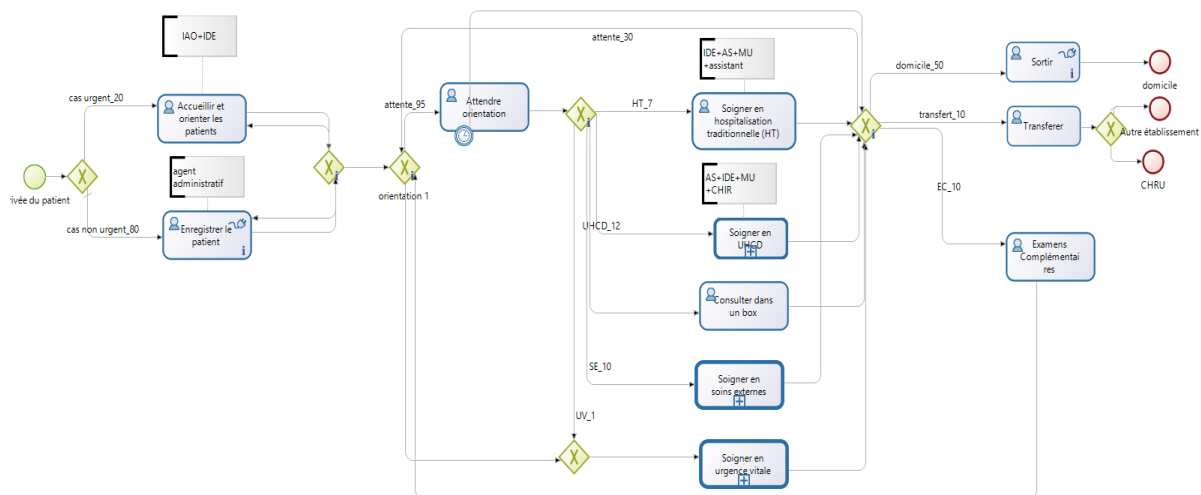 IAO+IDE
cas urgent_20
Accueillir et
orienter les
patients
agent
administratif
rivée du patient
cas non urgent_80
Enregistrer le
patient
attente_95
orientation 1
attente_30
Attendre
orientation
IDE+AS+MU
+assistant
HT_7
Soigner en
hospitalisation
traditionnelle (HT)
AS+IDE+MU
+CHIR
UHCD_12
Soigner en
UHCD
Consulter dans
un box
SE_10
Soigner en
soins externes
UV_1
Soigner en
urgence vitale
domicile_50
Sortir
domicile
transfert_10
Transferer
Autre établissement
CHRU
EC_10
Examens
Complémentai
res